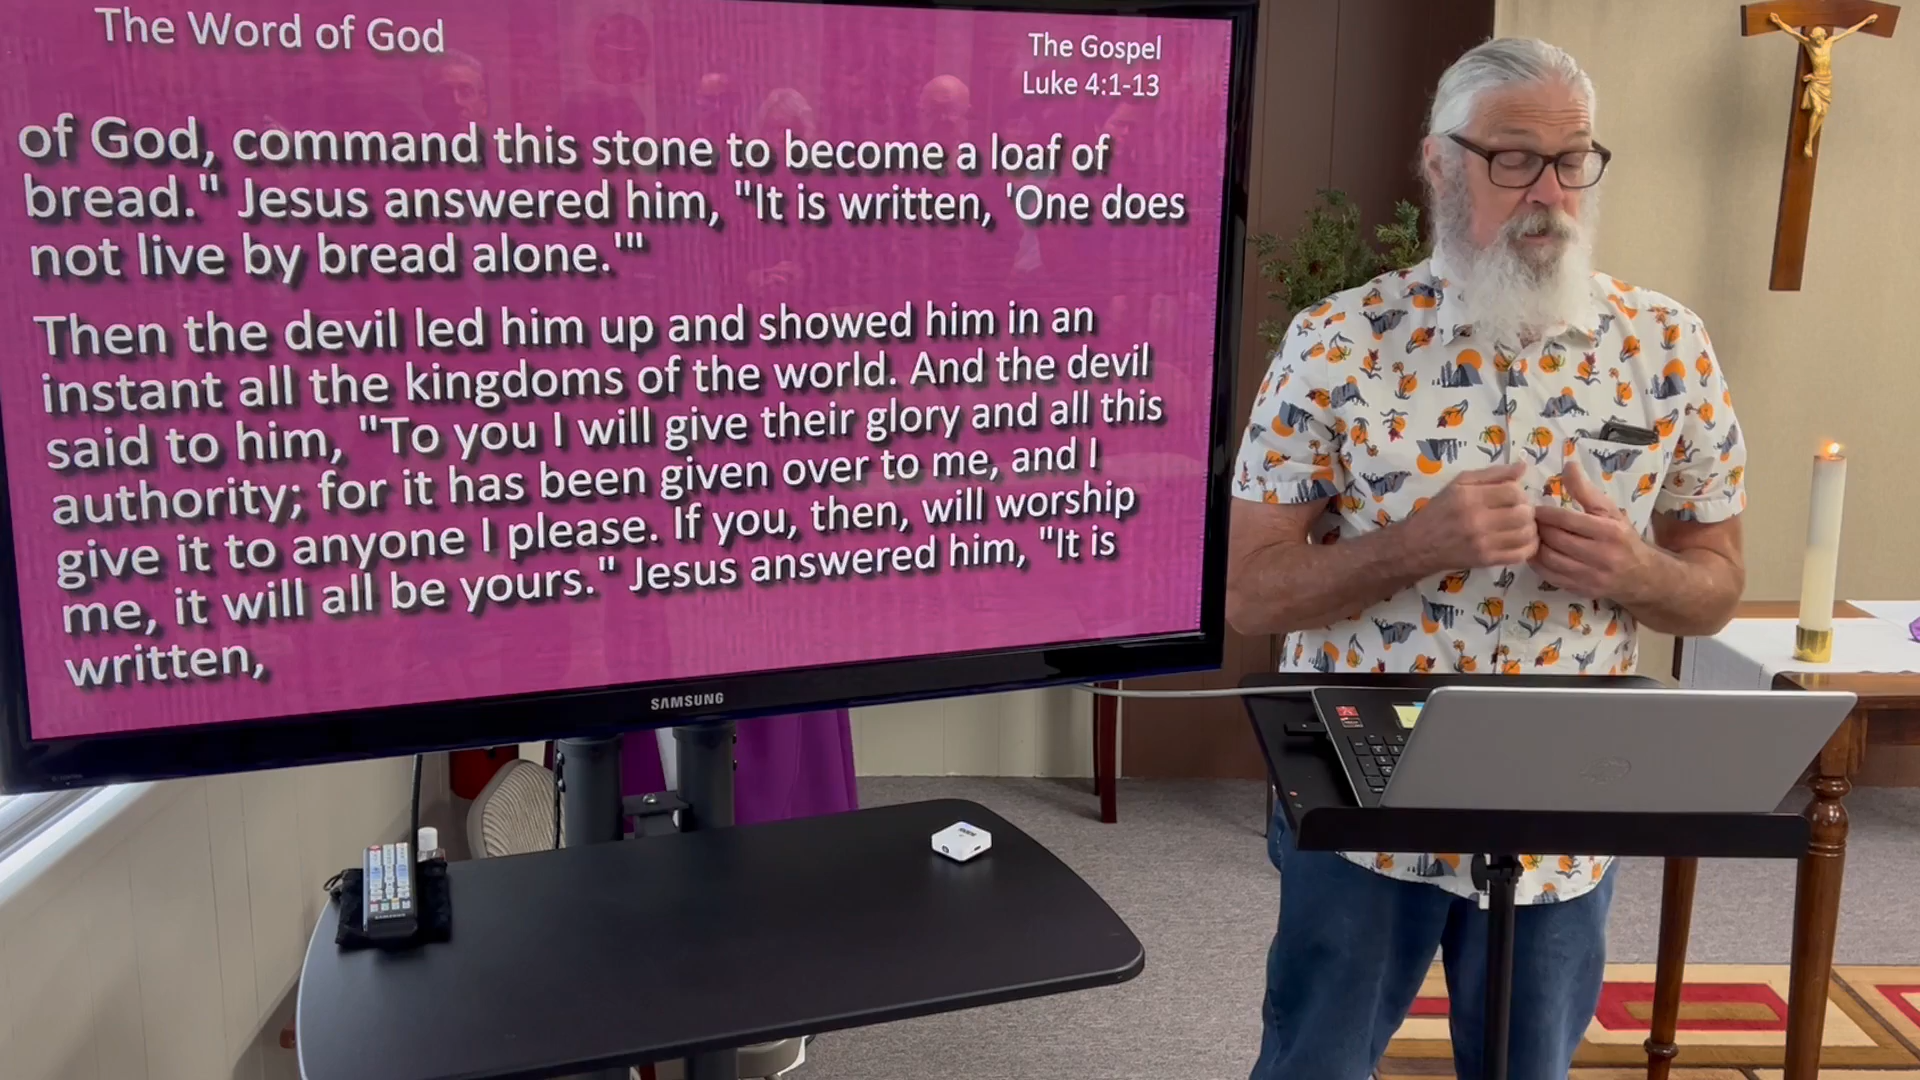 The Word of God
The Gospel
Luke 4:1-13
of God, command this stone to become a loaf of
bread." Jesus answered him, "It is written, 'One does
not live by bread alone.'"
Then the devil led him up and showed him in an
instant all the kingdoms of the world. And the devil
said to him, "To you I will give their glory and all this
authority; for it has been given over to me, and I
give it to anyone I please. If you, then, will worship
me, it will all be yours." Jesus answered him, "It is
written,
SAMSUNG